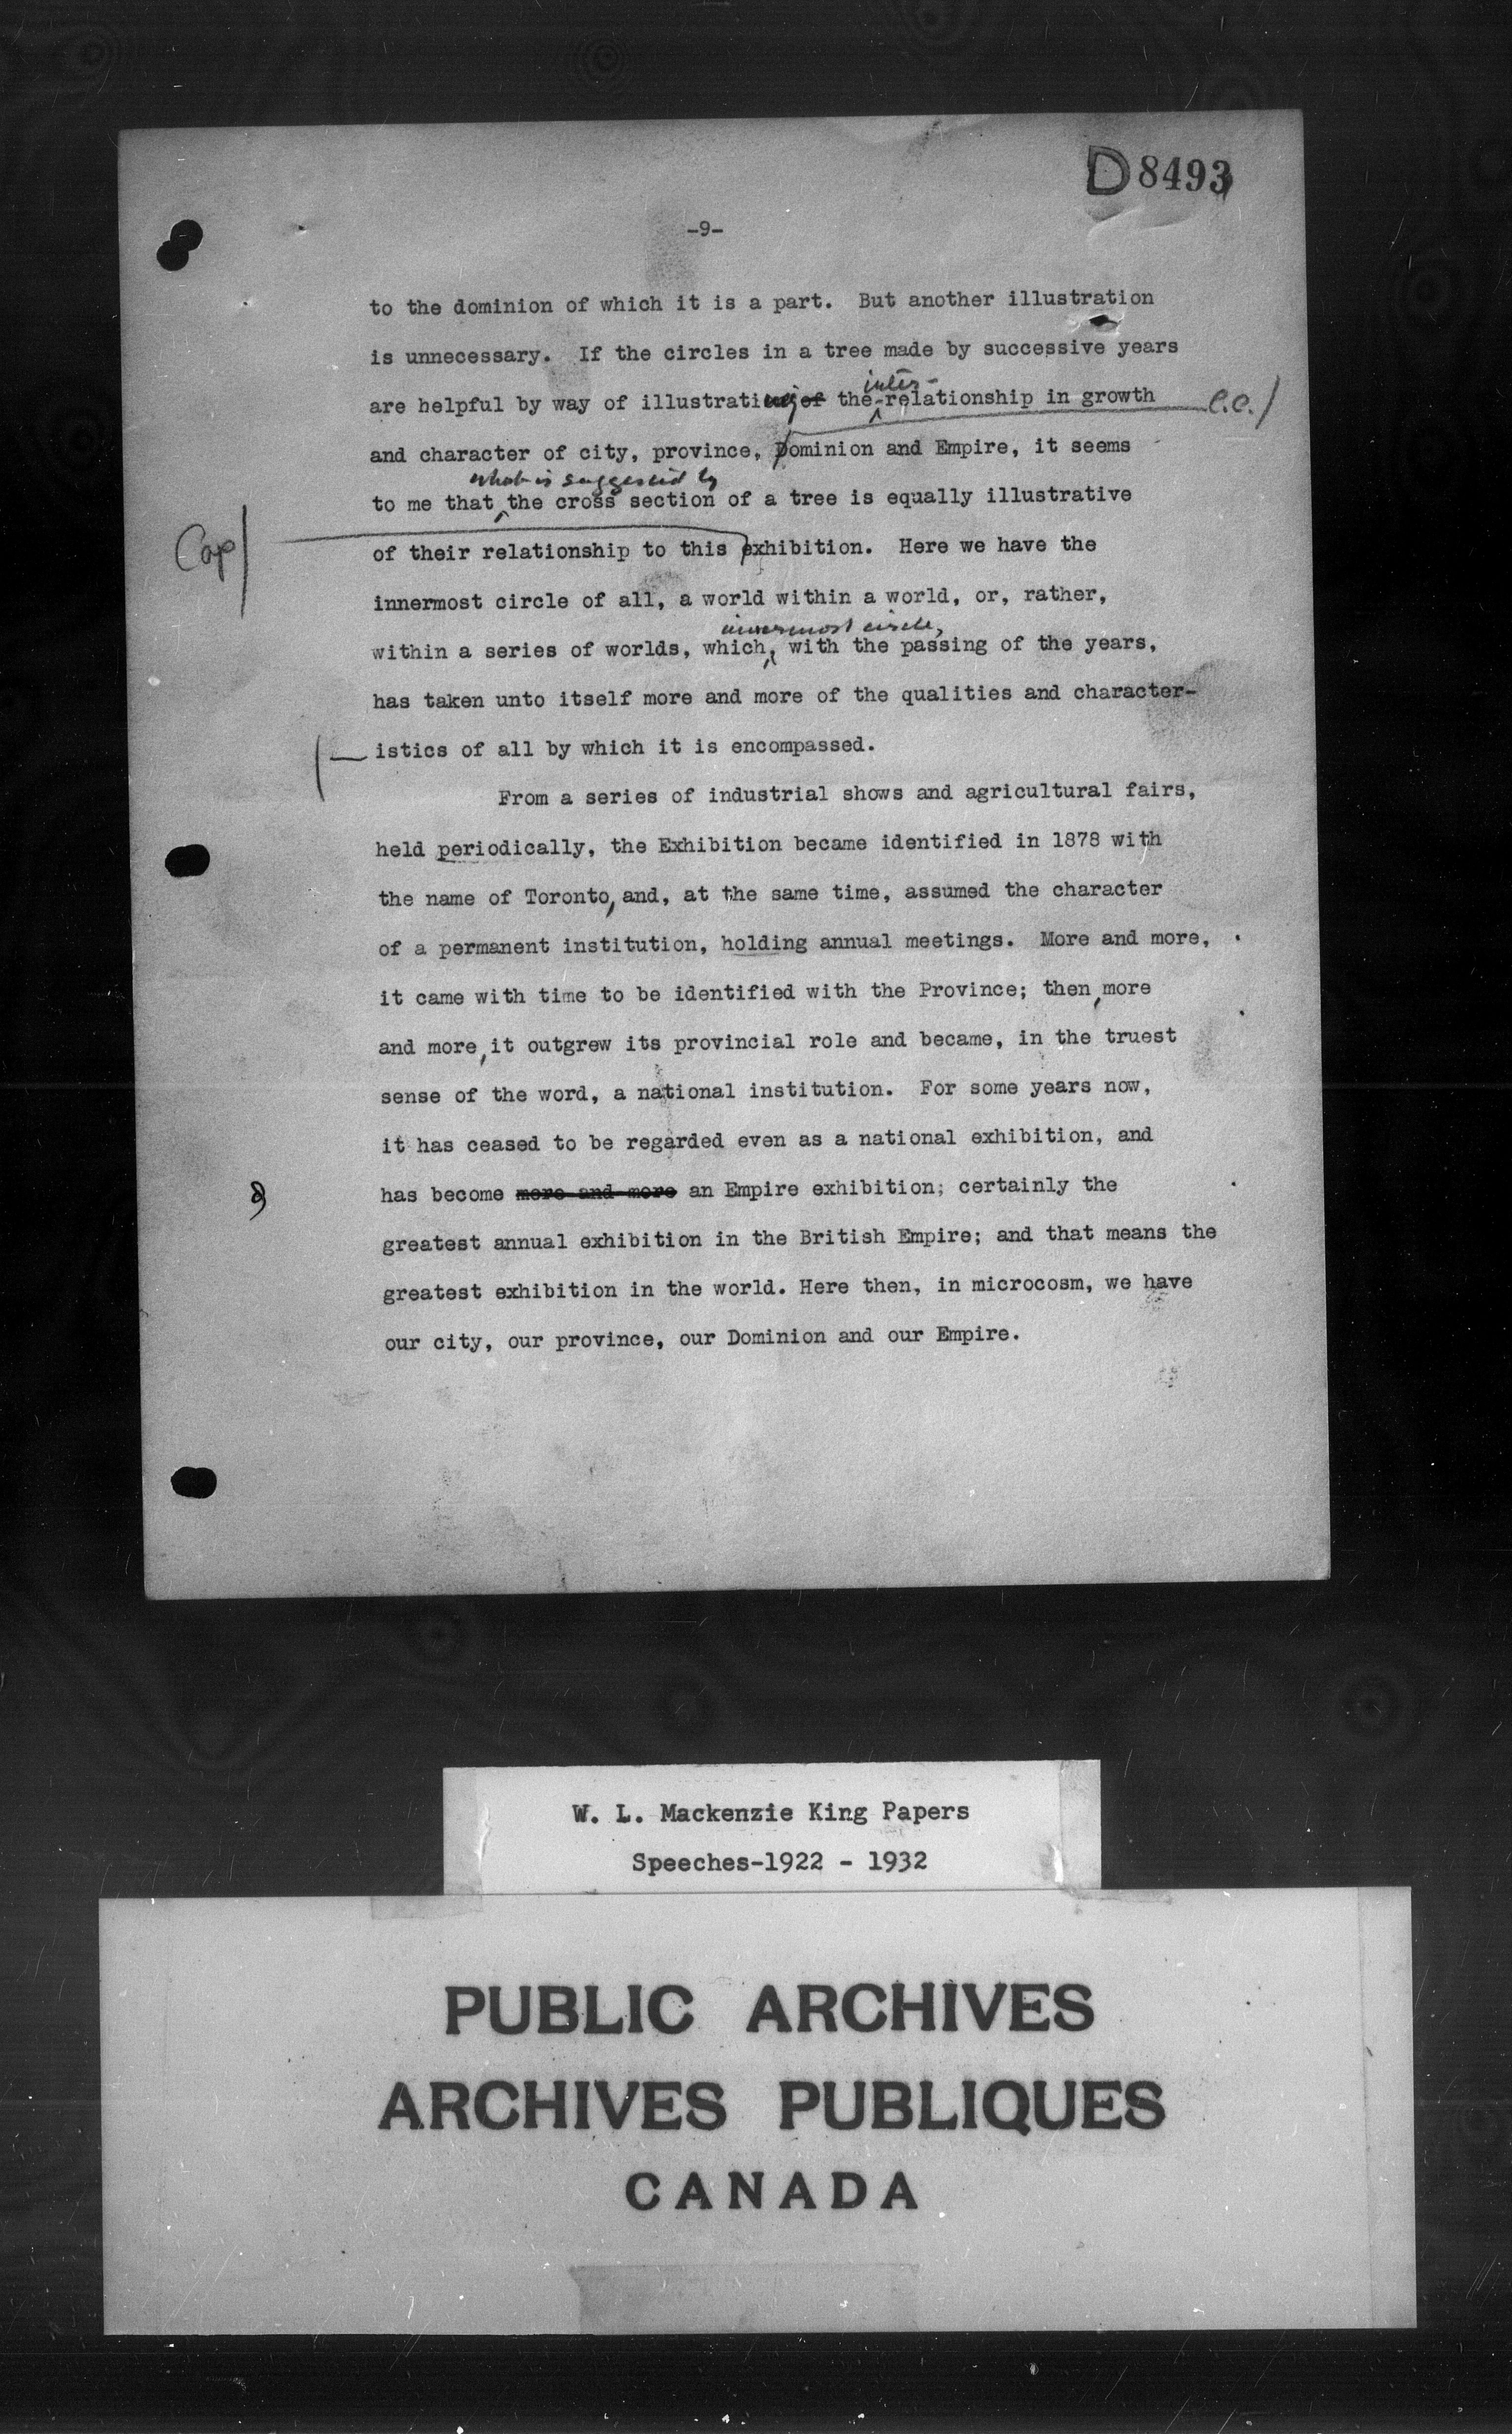 D8493
-9-
to the dominion of which it is a part. But another illustration
is unnecessary. If the circles in a tree made by successive years
inter-
are helpful by way of illustrating of the relationship in growth l.c./
and character of city, province, Dominion and Empire, it seems
what is suggested by
to me that the cross section of a tree is equally illustrative
Cap/
of their relationship to this exhibition. Here we have the
innermost circle of all, a world within a world, or, rather,
innermost circle,
within a series of worlds, which, with the passing of the years,
has taken unto itself more and more of the qualities and character-
istics of all by which it is encompassed.
From a series of industrial shows and agricultural fairs,
held periodically, the Exhibition became identified in 1878 with
the name of Toronto, and, at the same time, assumed the character
of a permanent institution, holding annual meetings. More and more,
it came with time to be identified with the Province; then, more
and more, it outgrew its provincial role and became, in the truest
sense of the word, a national institution. For some years now,
it has ceased to be regarded even as a national exhibition, and
has become more and more an Empire exhibition; certainly the
greatest annual exhibition in the British Empire; and that means the
greatest exhibition in the world. Here then, in microcosm, we have
our city, our province, our Dominion and our Empire.
W. L. Mackenzie King Papers
Speeches-1922 - 1932
PUBLIC ARCHIVES
ARCHIVES PUBLIQUES
CANADA